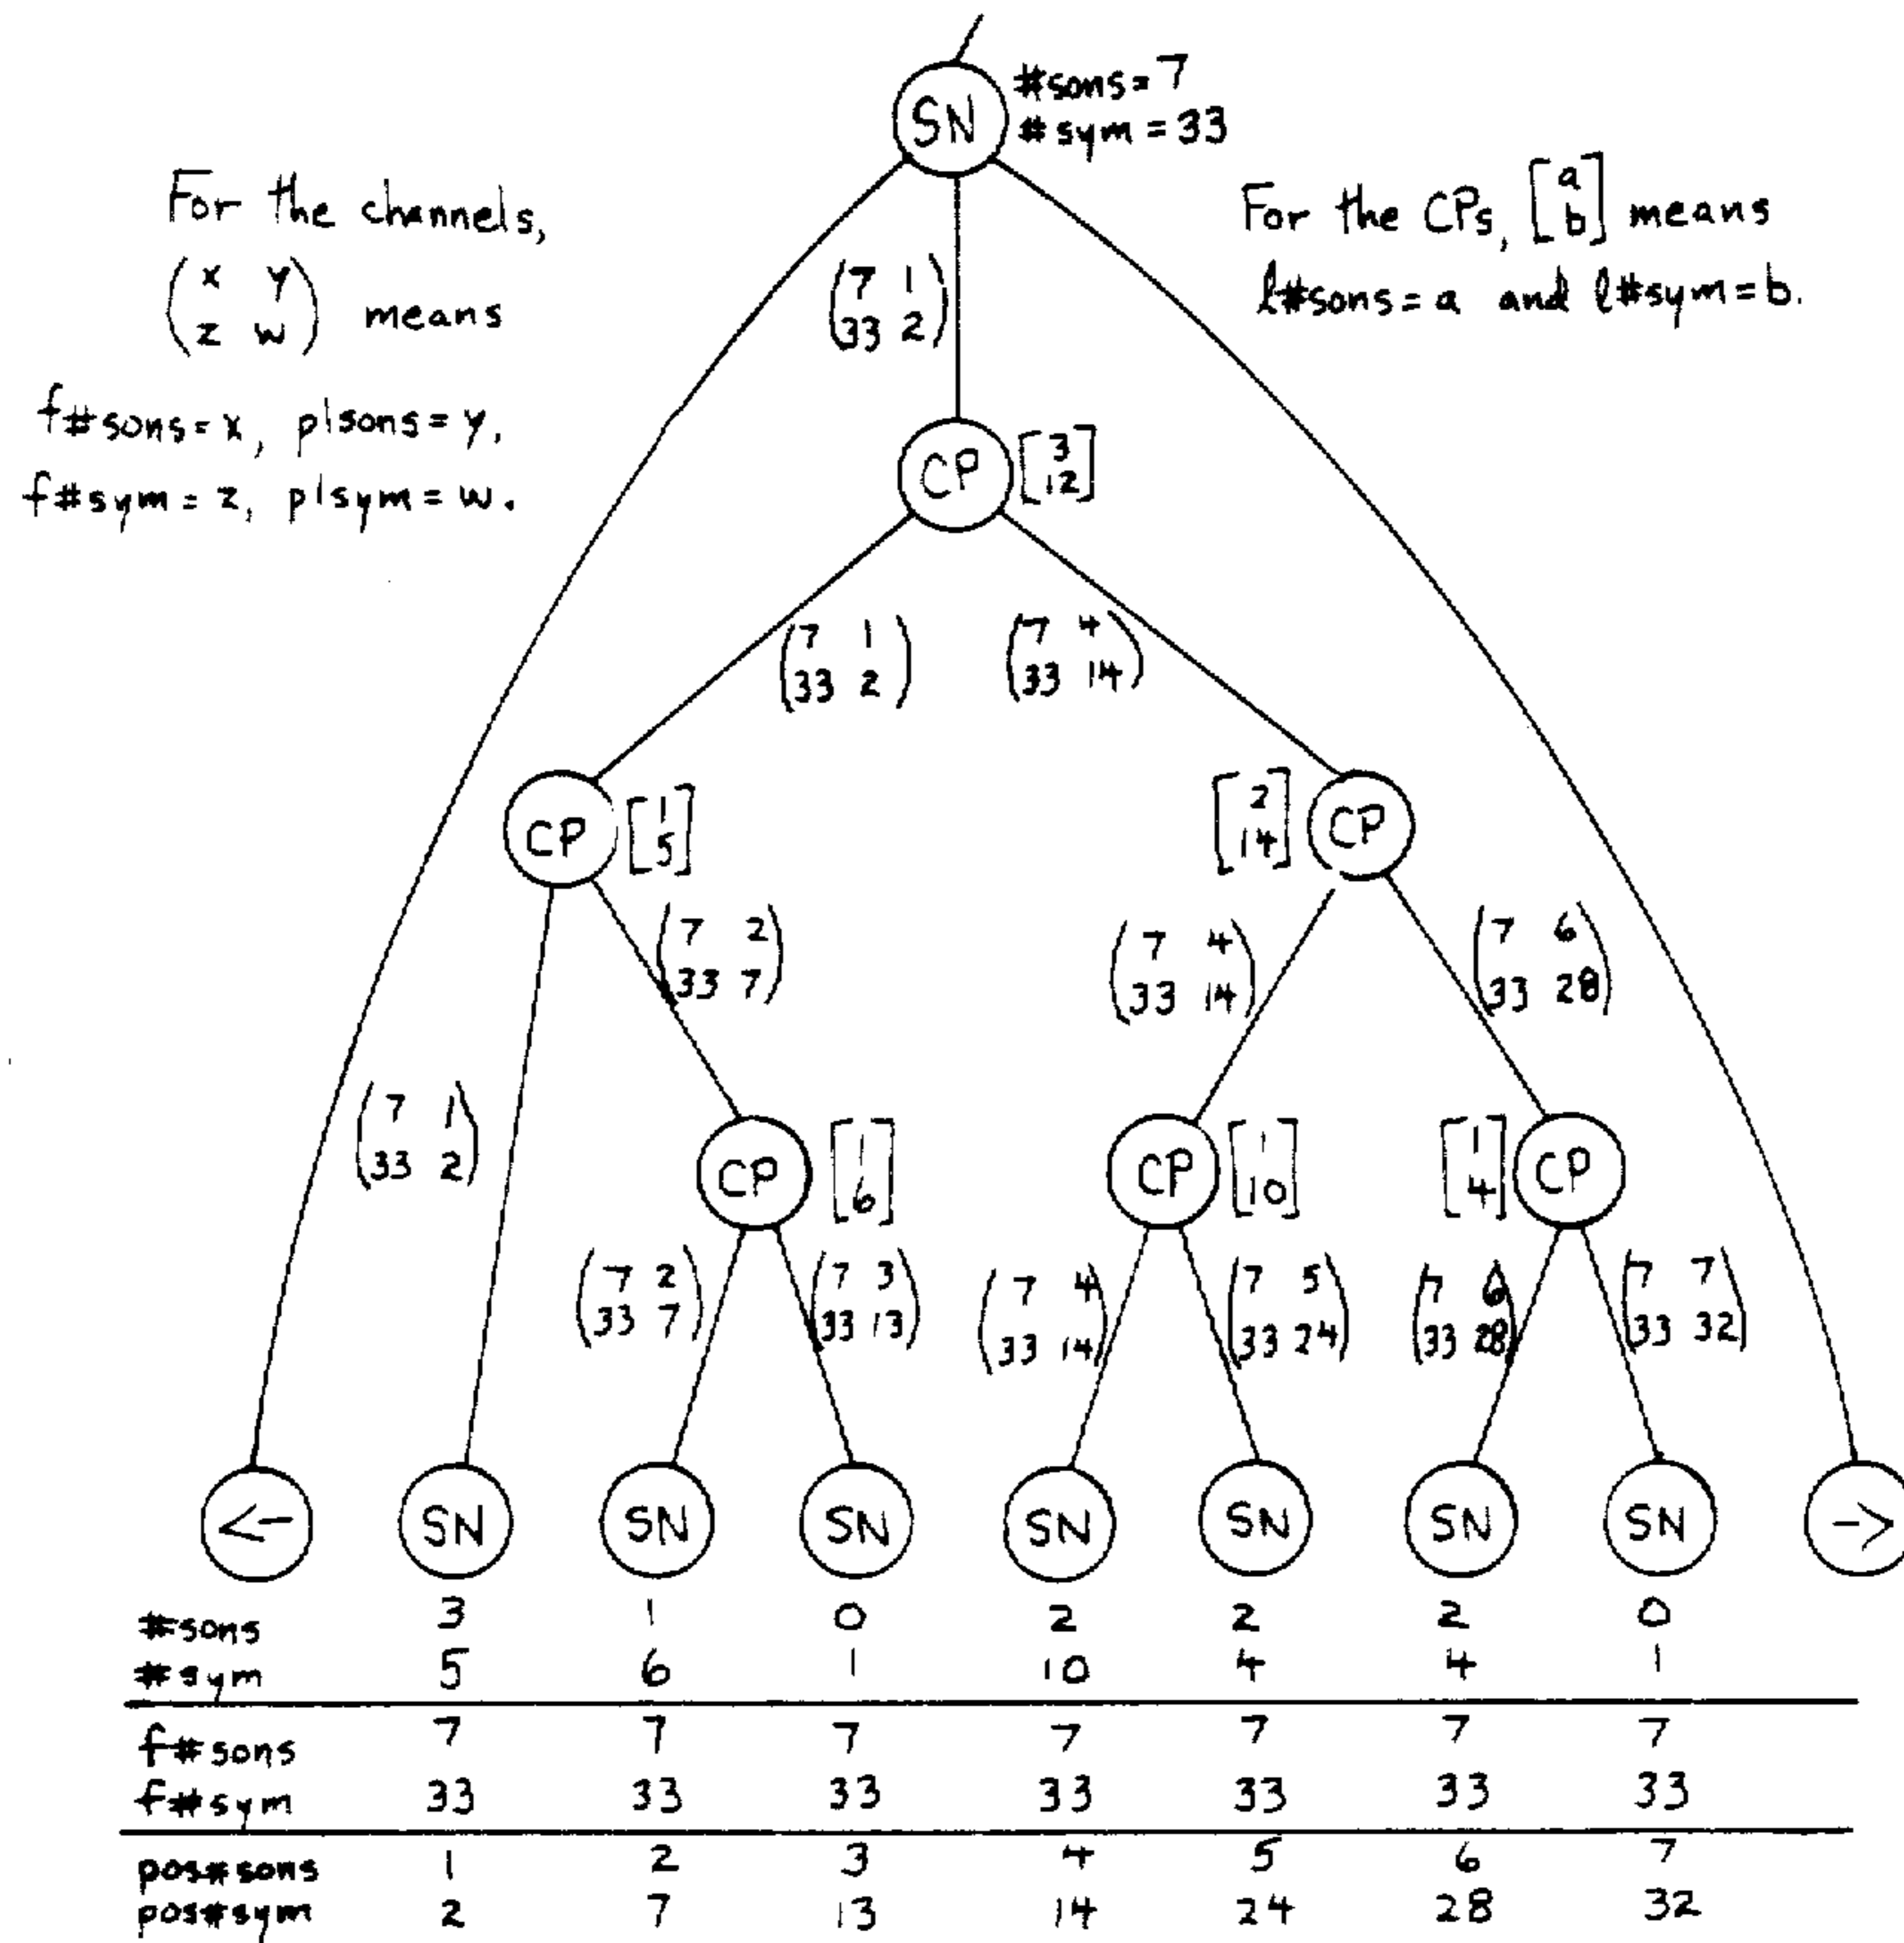 SN
#sons=7
#sym=33
For the channels,
(x y
z w) means
f#sons=x, plsons=y,
f#sym=z, plsym=w.
For the CPs, [a
b] means
l#sons=a and l#sym=b.
(7 1
33 2)
CP [3
12]
(7 1
33 2)
(7 4
33 14)
CP [1
5]
[2
14] CP
(7 2
33 7)
(7 4
33 14)
(7 6
33 28)
(7 1
33 2)
CP [1
6]
CP [1
10]
[1
4] CP
(7 2
33 7)
(7 3
33 13)
(7 4
33 14)
(7 5
33 24)
(7 6
33 28)
(7 7
33 32)
<- SN SN SN SN SN SN SN ->
#sons 3 1 0 2 2 2 0
#sym 5 6 1 10 4 4 1
f#sons 7 7 7 7 7 7 7
f#sym 33 33 33 33 33 33 33
pos#sons 1 2 3 4 5 6 7
pos#sym 2 7 13 14 24 28 32